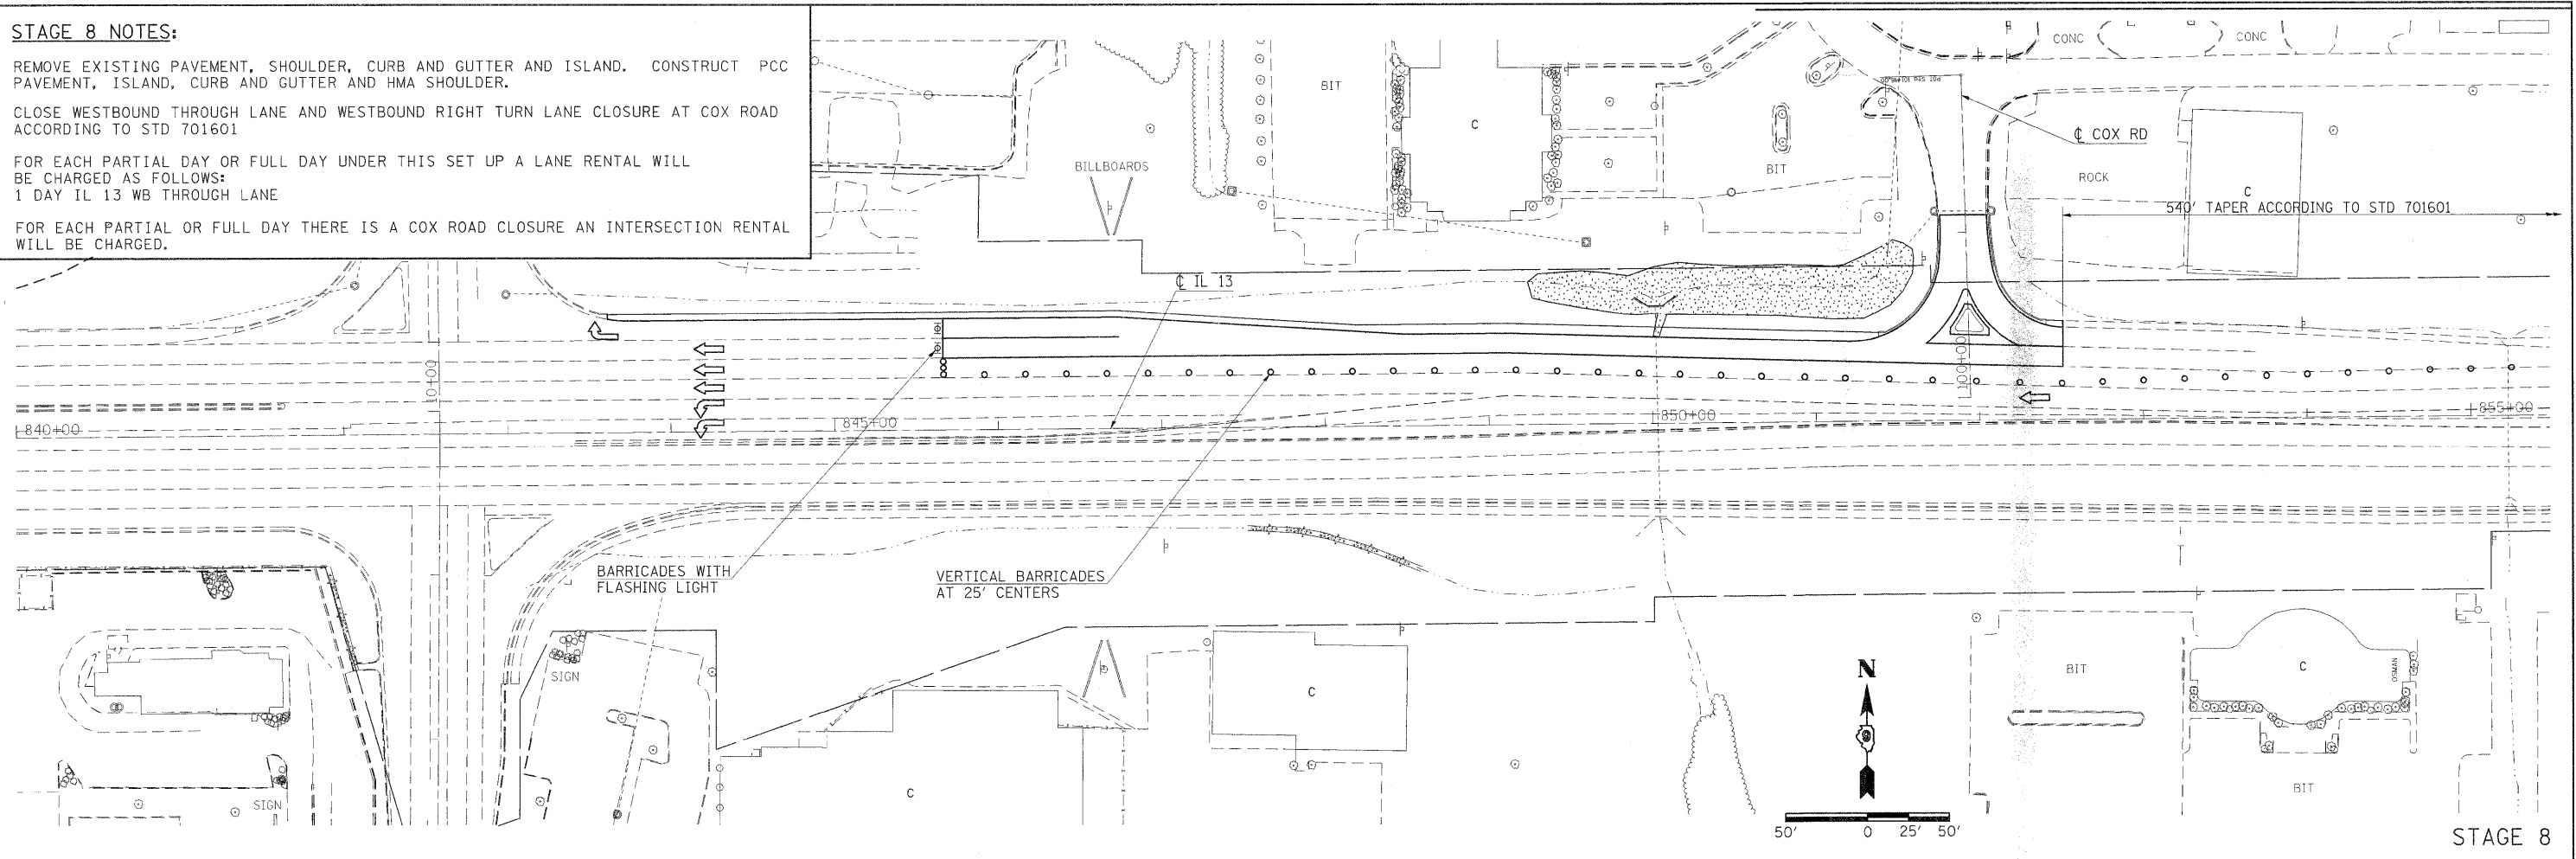 STAGE 8 NOTES:
REMOVE EXISTING PAVEMENT, SHOULDER, CURB AND GUTTER AND ISLAND. CONSTRUCT PCC
PAVEMENT, ISLAND, CURB AND GUTTER AND HMA SHOULDER.
CLOSE WESTBOUND THROUGH LANE AND WESTBOUND RIGHT TURN LANE CLOSURE AT COX ROAD
ACCORDING TO STD 701601
FOR EACH PARTIAL DAY OR FULL DAY UNDER THIS SET UP A LANE RENTAL WILL
BE CHARGED AS FOLLOWS:
1 DAY IL 13 WB THROUGH LANE
FOR EACH PARTIAL OR FULL DAY THERE IS A COX ROAD CLOSURE AN INTERSECTION RENTAL
WILL BE CHARGED.
CONC
CONC
BIT
C
BILLBOARDS
BIT
℄ COX RD
ROCK
C
540' TAPER ACCORDING TO STD 701601
℄ IL 13
840+00
845+00
850+00
855+00
BARRICADES WITH
FLASHING LIGHT
VERTICAL BARRICADES
AT 25' CENTERS
SIGN
SIGN
C
C
N
BIT
C
BIT
50' 0 25' 50'
STAGE 8